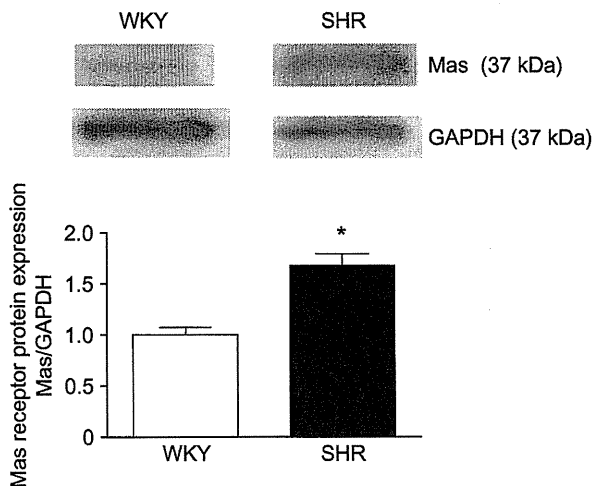 WKY SHR
Mas (37 kDa)
GAPDH (37 kDa)
Mas receptor protein expression
Mas/GAPDH
2.0
*
1.5
1.0
0.5
0
WKY SHR